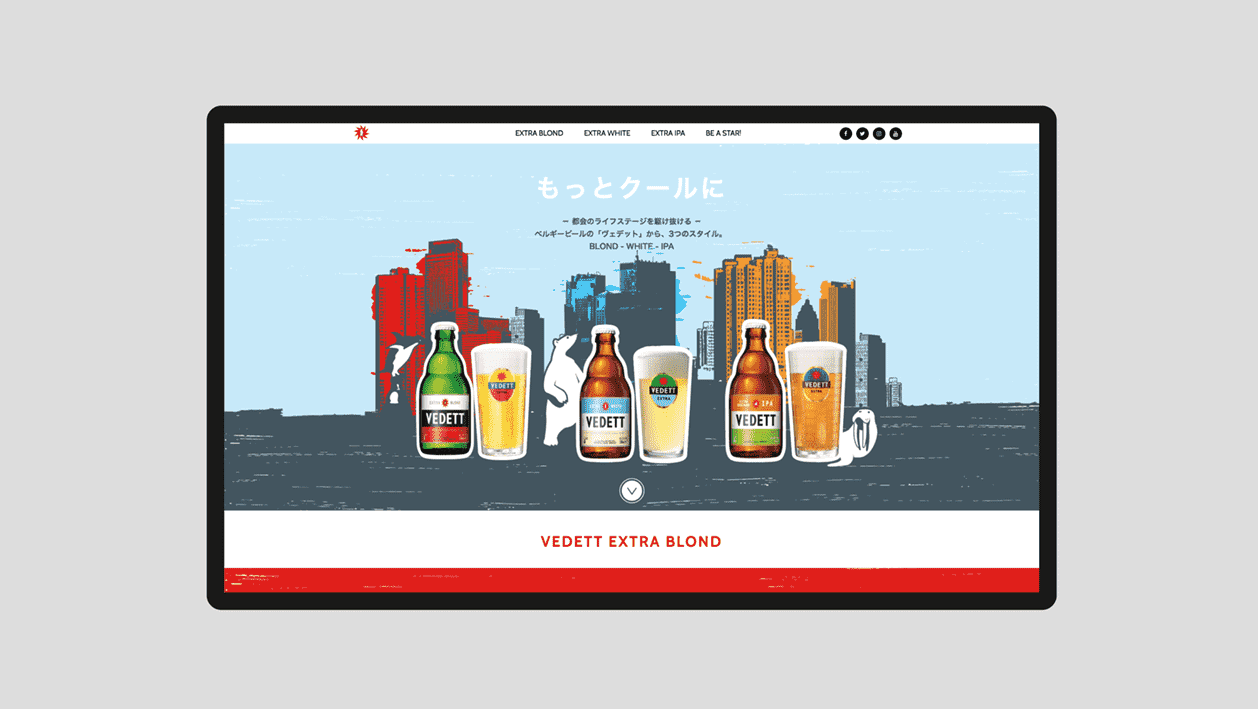 EXTRA BLOND
EXTRA WHITE
EXTRA IPA
BE A STAR!
もっとクールに
– 都会のライフステージを駆け抜ける –
ベルギービールの「ヴェデット」から、3つのスタイル。
BLOND - WHITE - IPA
VEDETT
EXTRA
VEDETT
EXTRA
VEDETT
EXTRA
EXTRA BLOND
VEDETT
EXTRA WHITE
VEDETT
IPA
VEDETT
VEDETT EXTRA BLOND